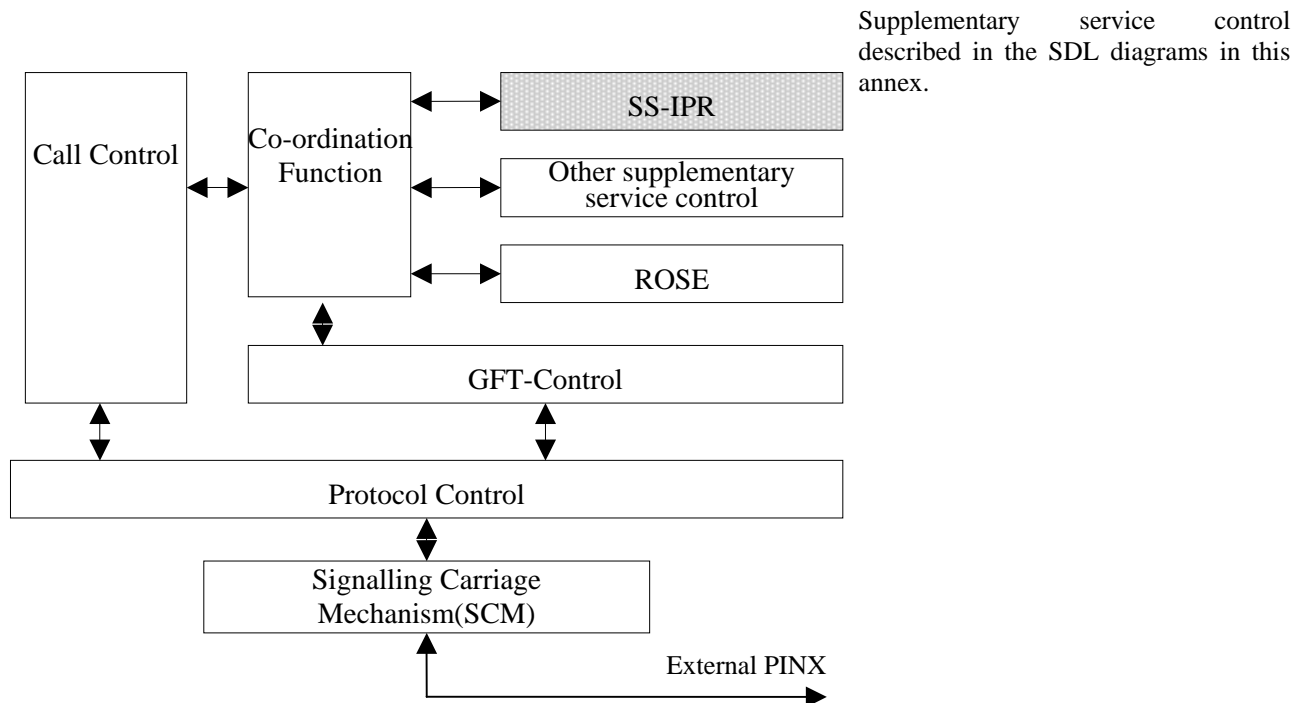 Supplementary service control
described in the SDL diagrams in this
annex.
SS-IPR
Call Control
Co-ordination
Function
Other supplementary
service control
ROSE
GFT-Control
Protocol Control
Signalling Carriage
Mechanism(SCM)
External PINX